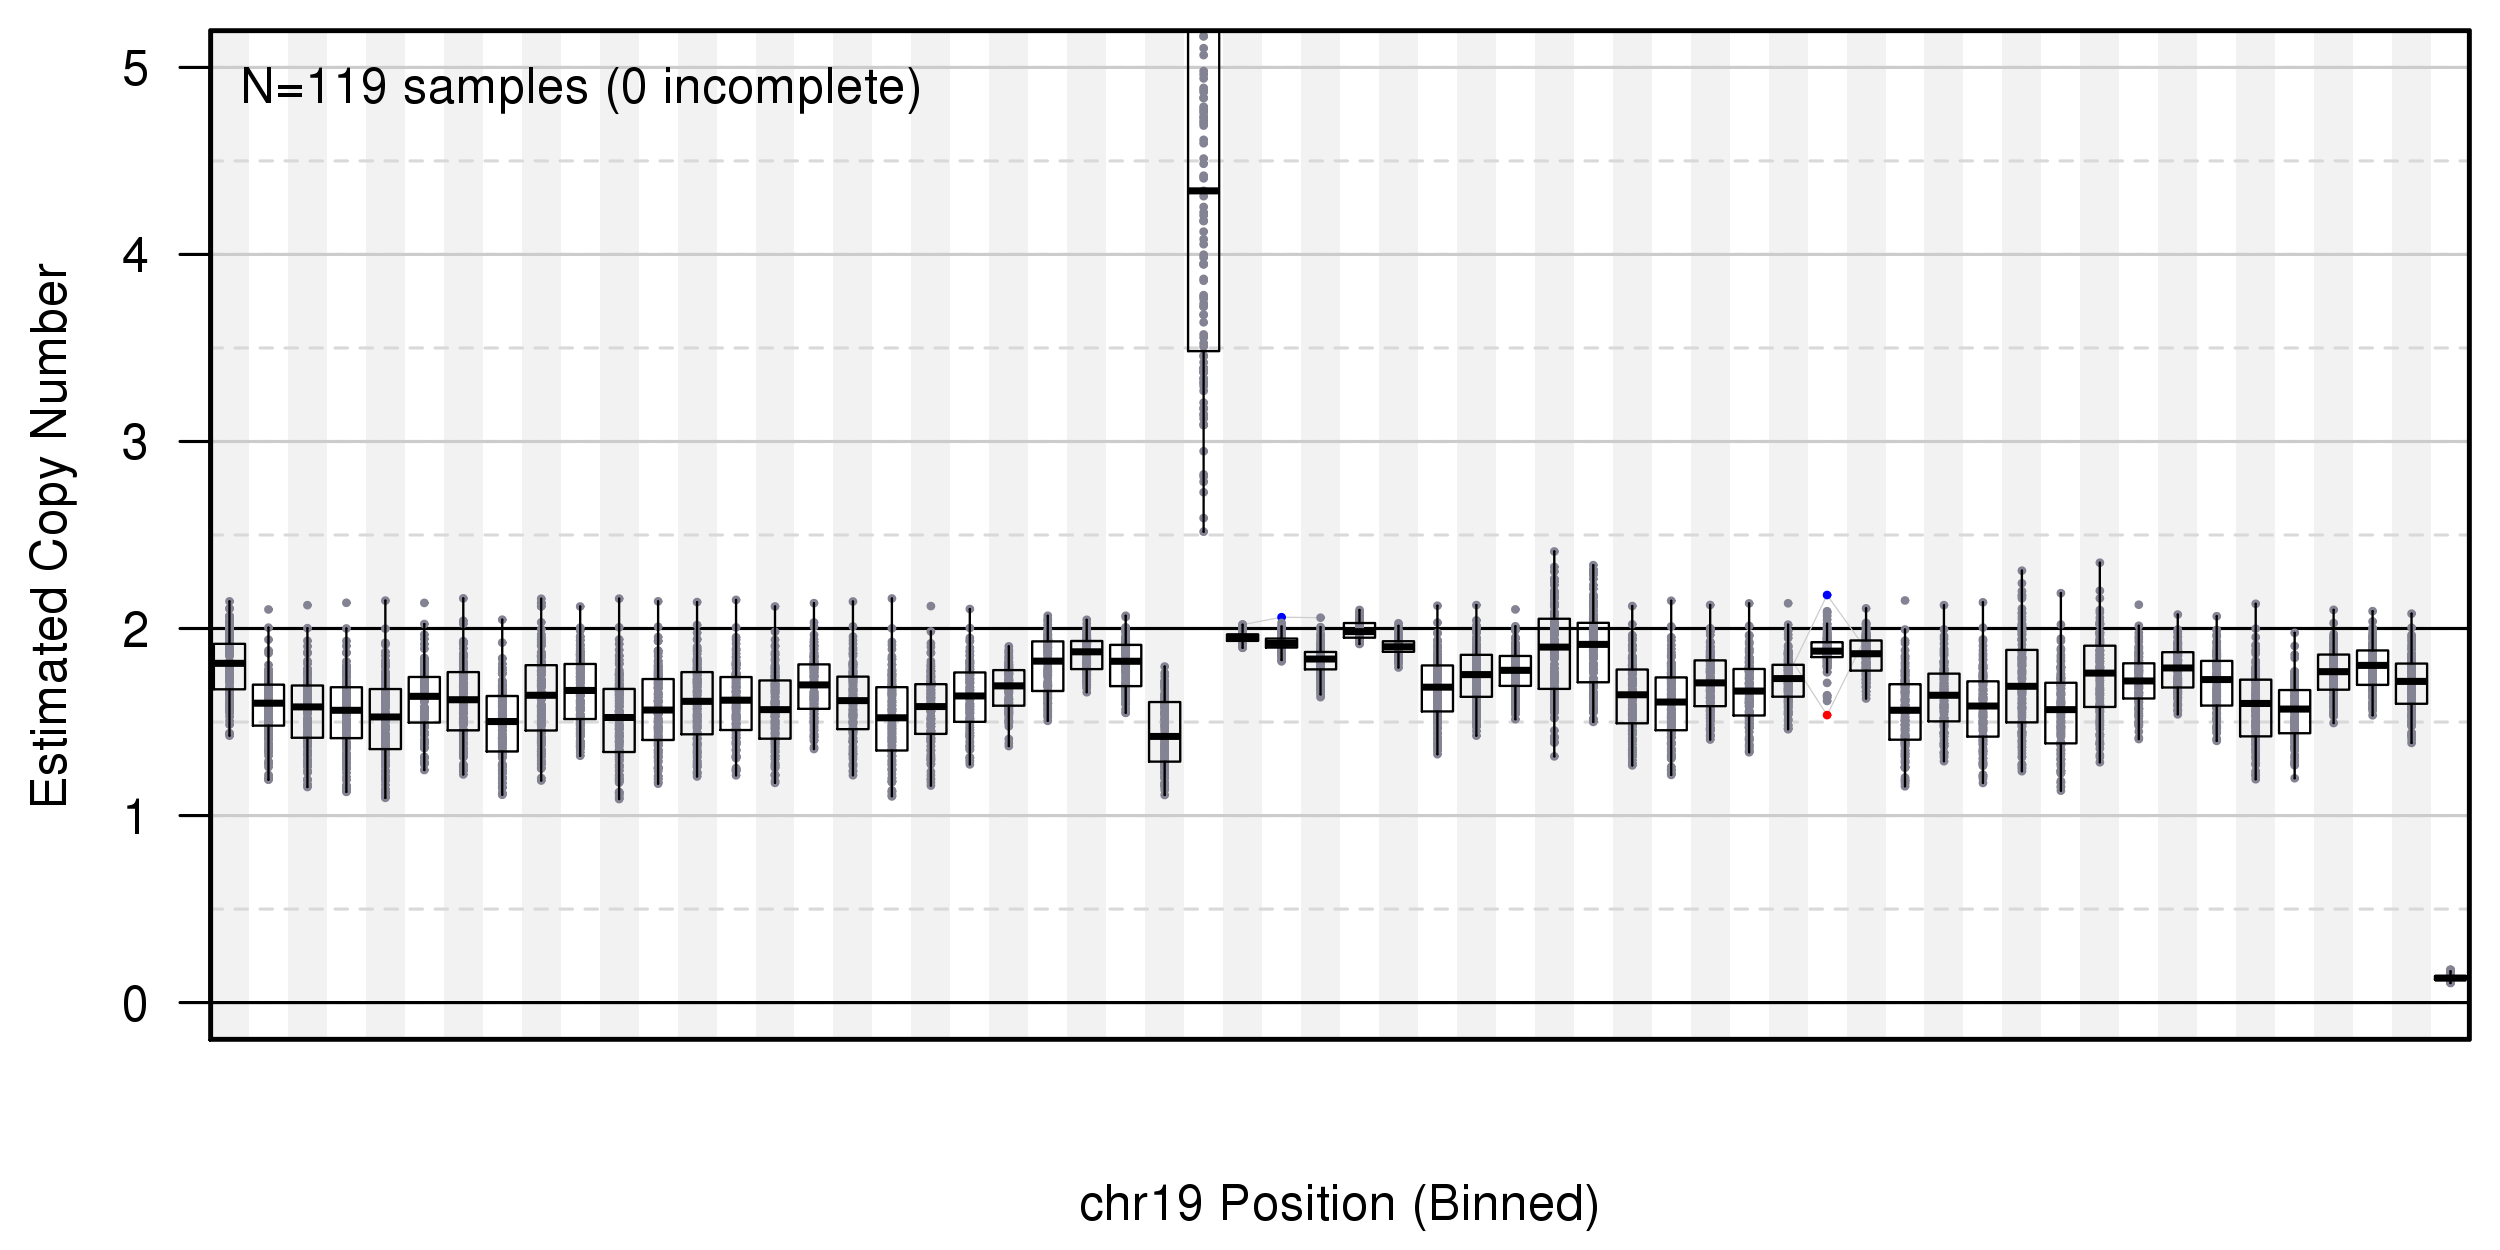 N=119 samples (0 incomplete)
5
4
3
2
1
0
Estimated Copy Number
chr19 Position (Binned)